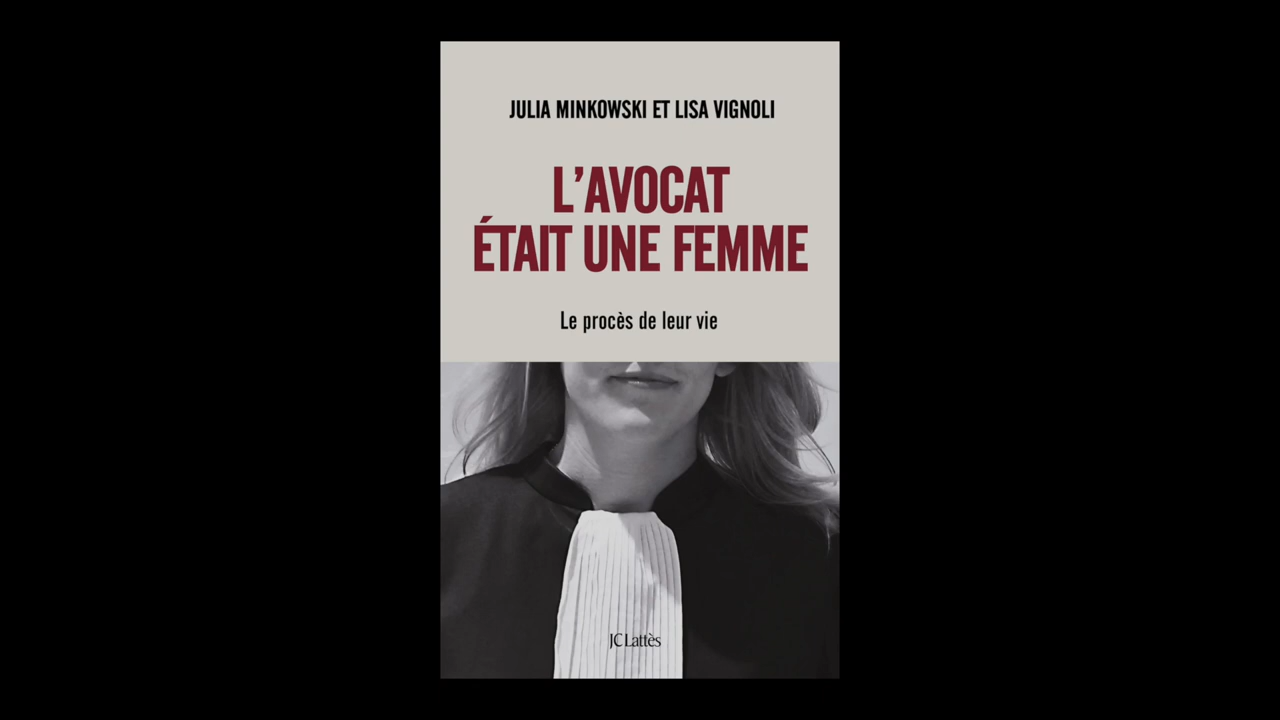 JULIA MINKOWSKI ET LISA VIGNOLI
L’AVOCAT
ÉTAIT UNE FEMME
Le procès de leur vie
JC Lattès